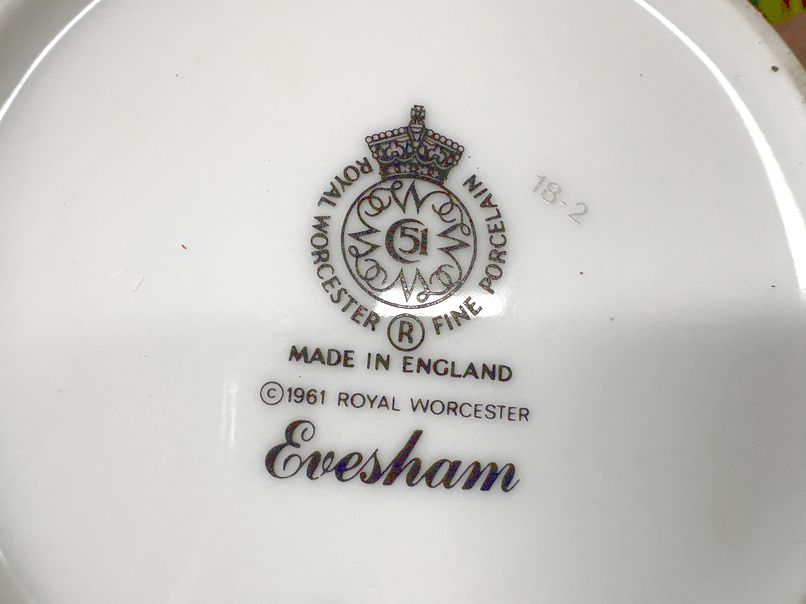 ROYAL WORCESTER FINE PORCELAIN
51
®
MADE IN ENGLAND
©1961 ROYAL WORCESTER
Evesham
18-2